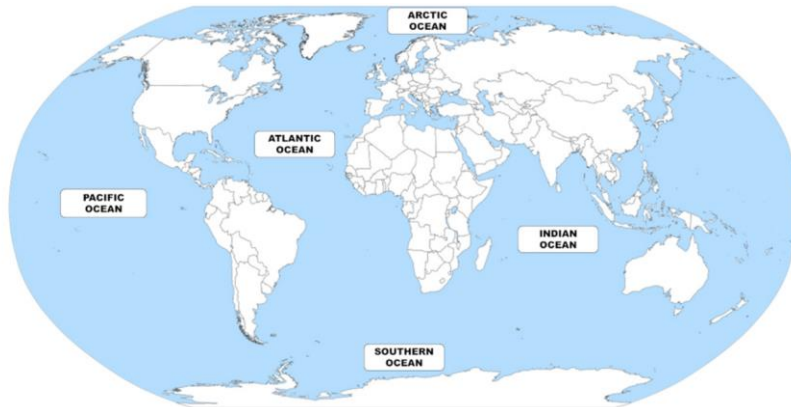 ARCTIC
OCEAN
ATLANTIC
OCEAN
PACIFIC
OCEAN
INDIAN
OCEAN
SOUTHERN
OCEAN